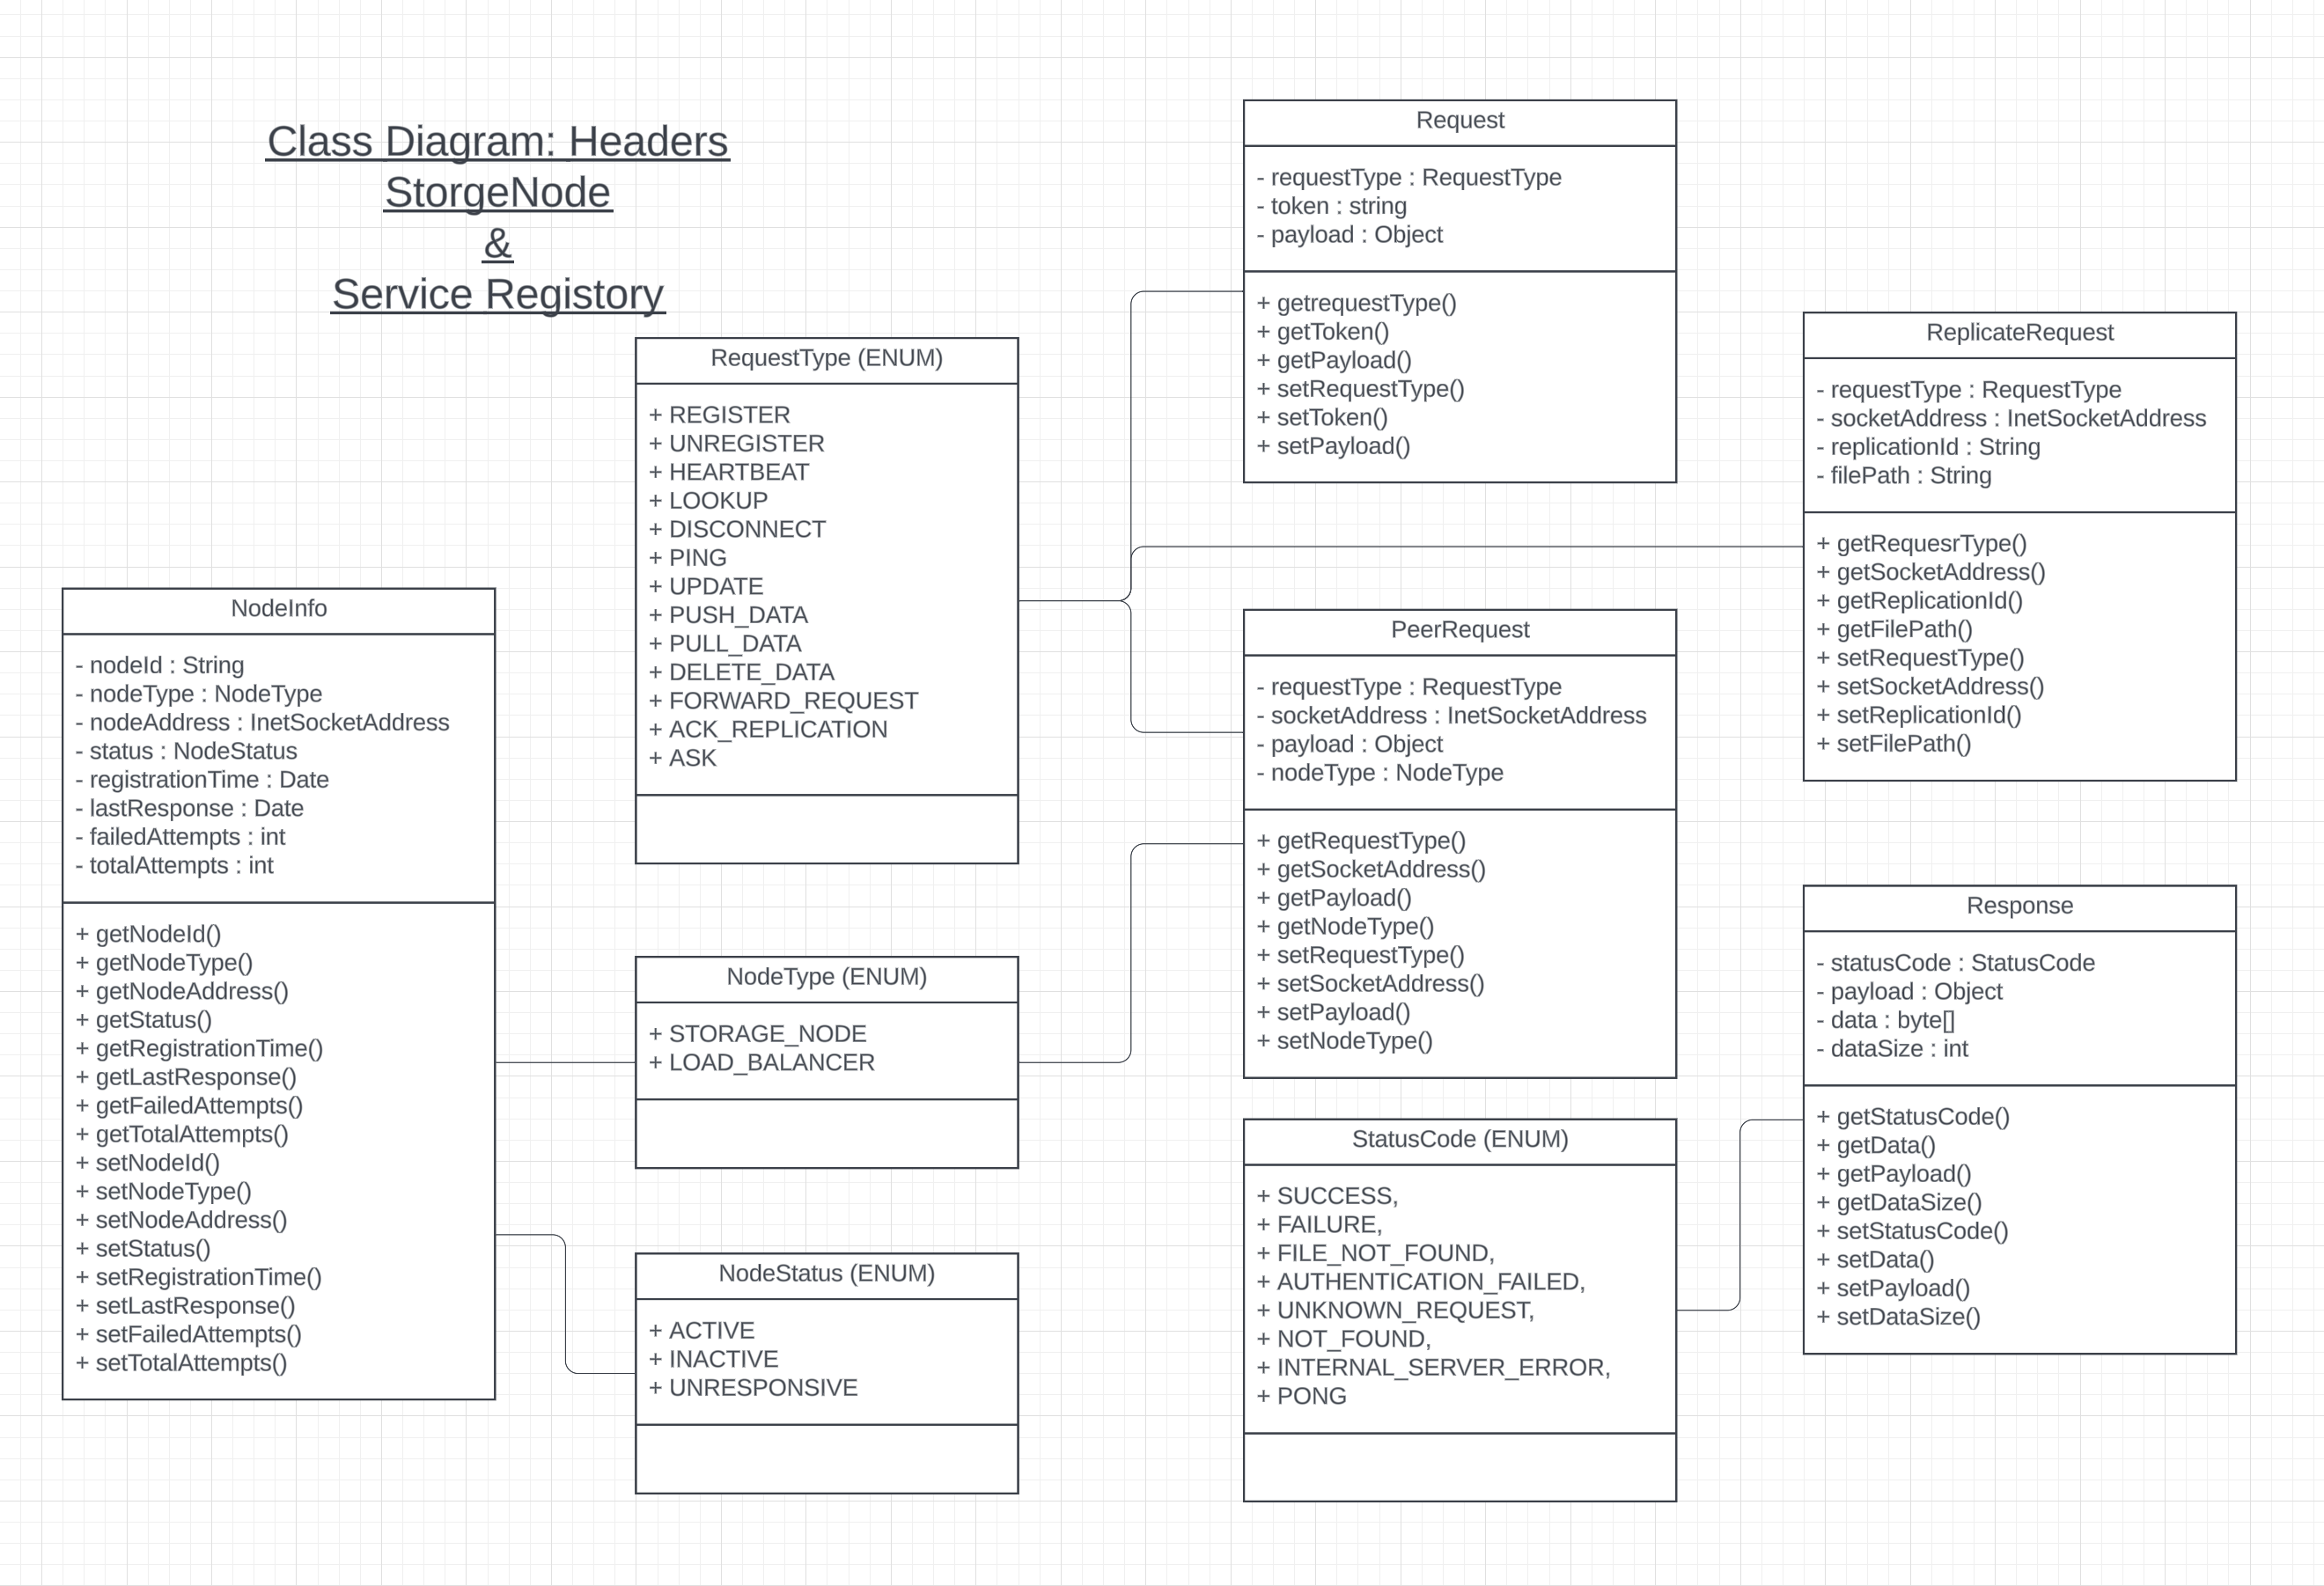 Class Diagram: Headers
StorgeNode
&
Service Registory
NodeInfo
- nodeId : String
- nodeType : NodeType
- nodeAddress : InetSocketAddress
- status : NodeStatus
- registrationTime : Date
- lastResponse : Date
- failedAttempts : int
- totalAttempts : int
+ getNodeId()
+ getNodeType()
+ getNodeAddress()
+ getStatus()
+ getRegistrationTime()
+ getLastResponse()
+ getFailedAttempts()
+ getTotalAttempts()
+ setNodeId()
+ setNodeType()
+ setNodeAddress()
+ setStatus()
+ setRegistrationTime()
+ setLastResponse()
+ setFailedAttempts()
+ setTotalAttempts()
RequestType (ENUM)
+ REGISTER
+ UNREGISTER
+ HEARTBEAT
+ LOOKUP
+ DISCONNECT
+ PING
+ UPDATE
+ PUSH_DATA
+ PULL_DATA
+ DELETE_DATA
+ FORWARD_REQUEST
+ ACK_REPLICATION
+ ASK
NodeType (ENUM)
+ STORAGE_NODE
+ LOAD_BALANCER
NodeStatus (ENUM)
+ ACTIVE
+ INACTIVE
+ UNRESPONSIVE
Request
- requestType : RequestType
- token : string
- payload : Object
+ getrequestType()
+ getToken()
+ getPayload()
+ setRequestType()
+ setToken()
+ setPayload()
PeerRequest
- requestType : RequestType
- socketAddress : InetSocketAddress
- payload : Object
- nodeType : NodeType
+ getRequestType()
+ getSocketAddress()
+ getPayload()
+ getNodeType()
+ setRequestType()
+ setSocketAddress()
+ setPayload()
+ setNodeType()
StatusCode (ENUM)
+ SUCCESS,
+ FAILURE,
+ FILE_NOT_FOUND,
+ AUTHENTICATION_FAILED,
+ UNKNOWN_REQUEST,
+ NOT_FOUND,
+ INTERNAL_SERVER_ERROR,
+ PONG
ReplicateRequest
- requestType : RequestType
- socketAddress : InetSocketAddress
- replicationId : String
- filePath : String
+ getRequesrType()
+ getSocketAddress()
+ getReplicationId()
+ getFilePath()
+ setRequestType()
+ setSocketAddress()
+ setReplicationId()
+ setFilePath()
Response
- statusCode : StatusCode
- payload : Object
- data : byte[]
- dataSize : int
+ getStatusCode()
+ getData()
+ getPayload()
+ getDataSize()
+ setStatusCode()
+ setData()
+ setPayload()
+ setDataSize()